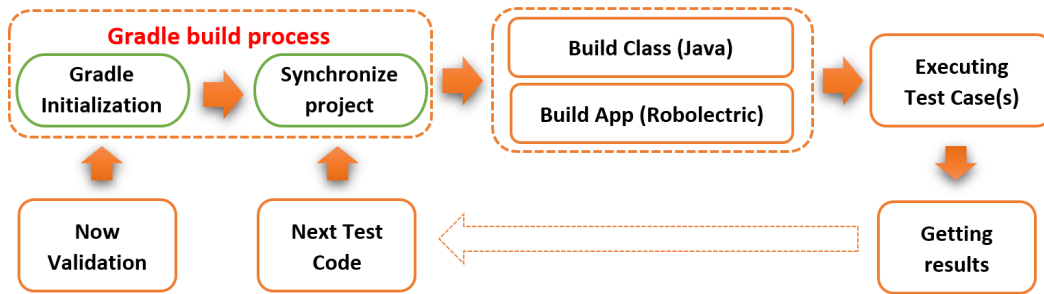 Gradle build process
Gradle
Initialization
Synchronize
project
Build Class (Java)
Build App (Robolectric)
Executing
Test Case(s)
Now
Validation
Next Test
Code
Getting
results